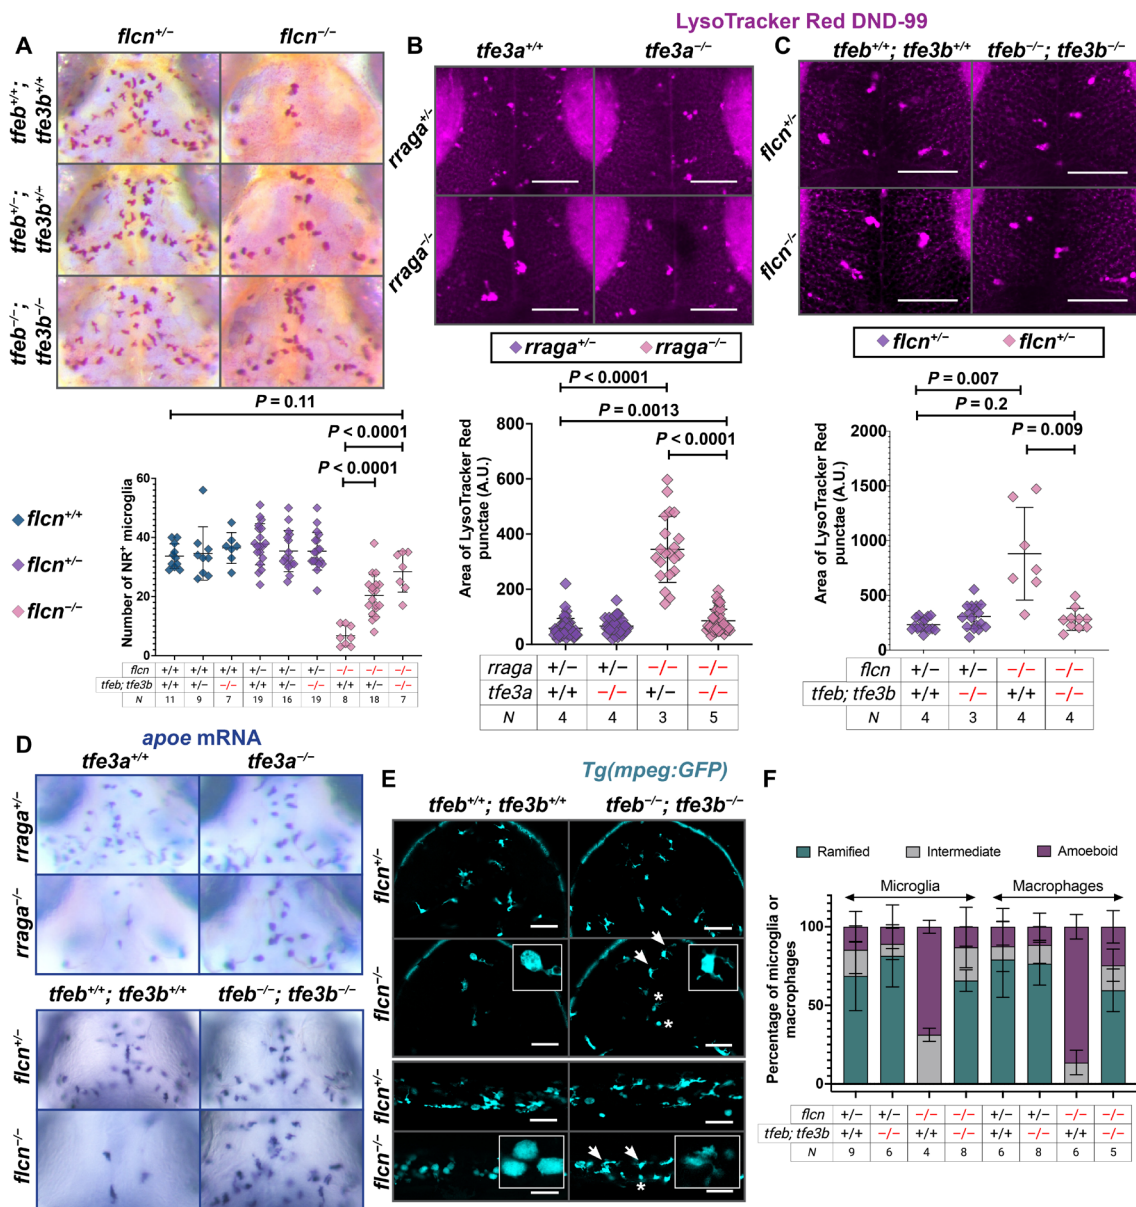 LysoTracker Red DND-99
A
flcn+/−
flcn−/−
tfeb+/+;
tfe3b+/+
tfeb+/−;
tfe3b+/+
tfeb−/−;
tfe3b−/−
P = 0.11
P < 0.0001
P < 0.0001
Number of NR+ microglia
60
40
20
0
flcn+/+
flcn+/−
flcn−/−
flcn +/+ +/+ +/+ +/− +/− +/− −/− −/− −/−
tfeb; tfe3b +/+ +/− −/− +/+ +/− −/− +/+ +/− −/−
N 11 9 7 19 16 19 8 18 7
B
tfe3a+/+
tfe3a−/−
rraga+/−
rraga−/−
rraga+/−
rraga−/−
P < 0.0001
P = 0.0013
P < 0.0001
Area of LysoTracker Red
punctae (A.U.)
800
600
400
200
0
rraga +/− +/− −/− −/−
tfe3a +/+ −/− +/− −/−
N 4 4 3 5
C
tfeb+/+; tfe3b+/+
tfeb−/−; tfe3b−/−
flcn+/−
flcn−/−
flcn+/−
flcn+/−
P = 0.007
P = 0.2
P = 0.009
Area of LysoTracker Red
punctae (A.U.)
2000
1500
1000
500
0
flcn +/− +/− −/− −/−
tfeb; tfe3b +/+ −/− +/+ −/−
N 4 3 4 4
D
apoe mRNA
tfe3a+/+
tfe3a−/−
rraga+/−
rraga−/−
tfeb+/+; tfe3b+/+
tfeb−/−; tfe3b−/−
flcn+/−
flcn−/−
E
Tg(mpeg:GFP)
tfeb+/+; tfe3b+/+
tfeb−/−; tfe3b−/−
flcn+/−
flcn−/−
*
*
flcn+/−
flcn−/−
*
F
Ramified
Intermediate
Amoeboid
Microglia
Macrophages
Percentage of microglia or
macrophages
100
50
0
flcn +/− +/− −/− −/− +/− +/− −/− −/−
tfeb; tfe3b +/+ −/− +/+ −/− +/+ −/− +/+ −/−
N 9 6 4 8 6 8 6 5